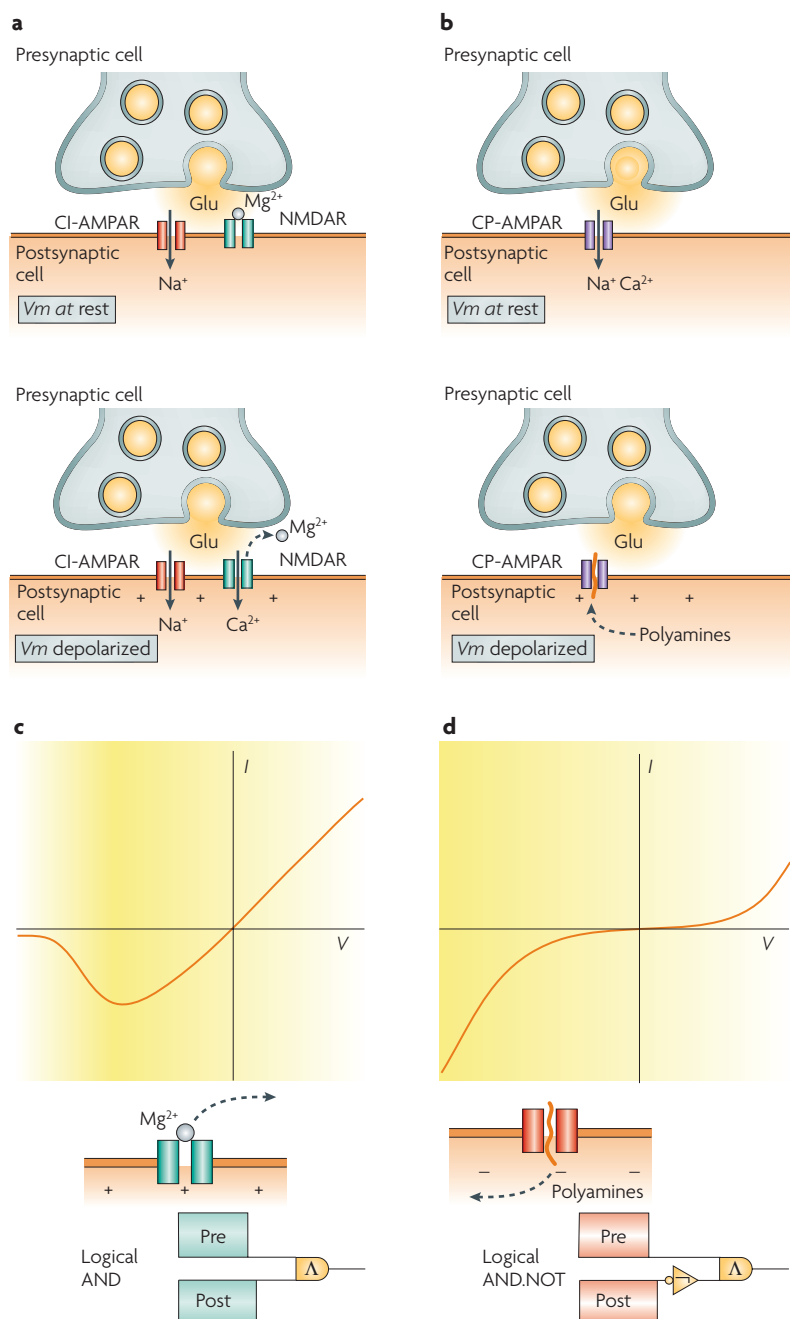 a
Presynaptic cell
Glu
Mg²⁺
CI-AMPAR
NMDAR
Postsynaptic
cell
Na⁺
Vm at rest
Presynaptic cell
Glu
Mg²⁺
CI-AMPAR
NMDAR
Postsynaptic
cell
+ + +
Na⁺ Ca²⁺
Vm depolarized
b
Presynaptic cell
Glu
CP-AMPAR
Postsynaptic
cell
Na⁺ Ca²⁺
Vm at rest
Presynaptic cell
Glu
CP-AMPAR
Postsynaptic
cell
+ + +
Polyamines
Vm depolarized
c
I
V
Mg²⁺
+ + +
Logical
AND
Pre
Post
Λ
d
I
V
– – –
Polyamines
Logical
AND.NOT
Pre
Post
¬
Λ